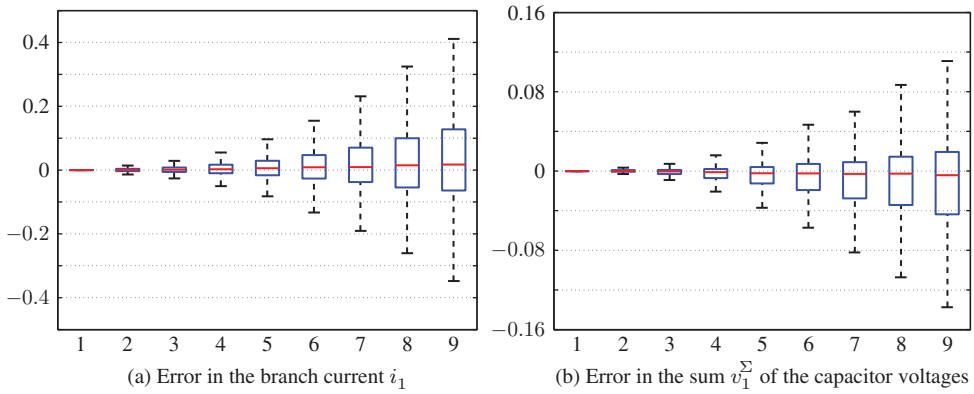 0.4
0.2
0
−0.2
−0.4
1 2 3 4 5 6 7 8 9
(a) Error in the branch current i₁
0.16
0.08
0
−0.08
−0.16
1 2 3 4 5 6 7 8 9
(b) Error in the sum v₁^Σ of the capacitor voltages